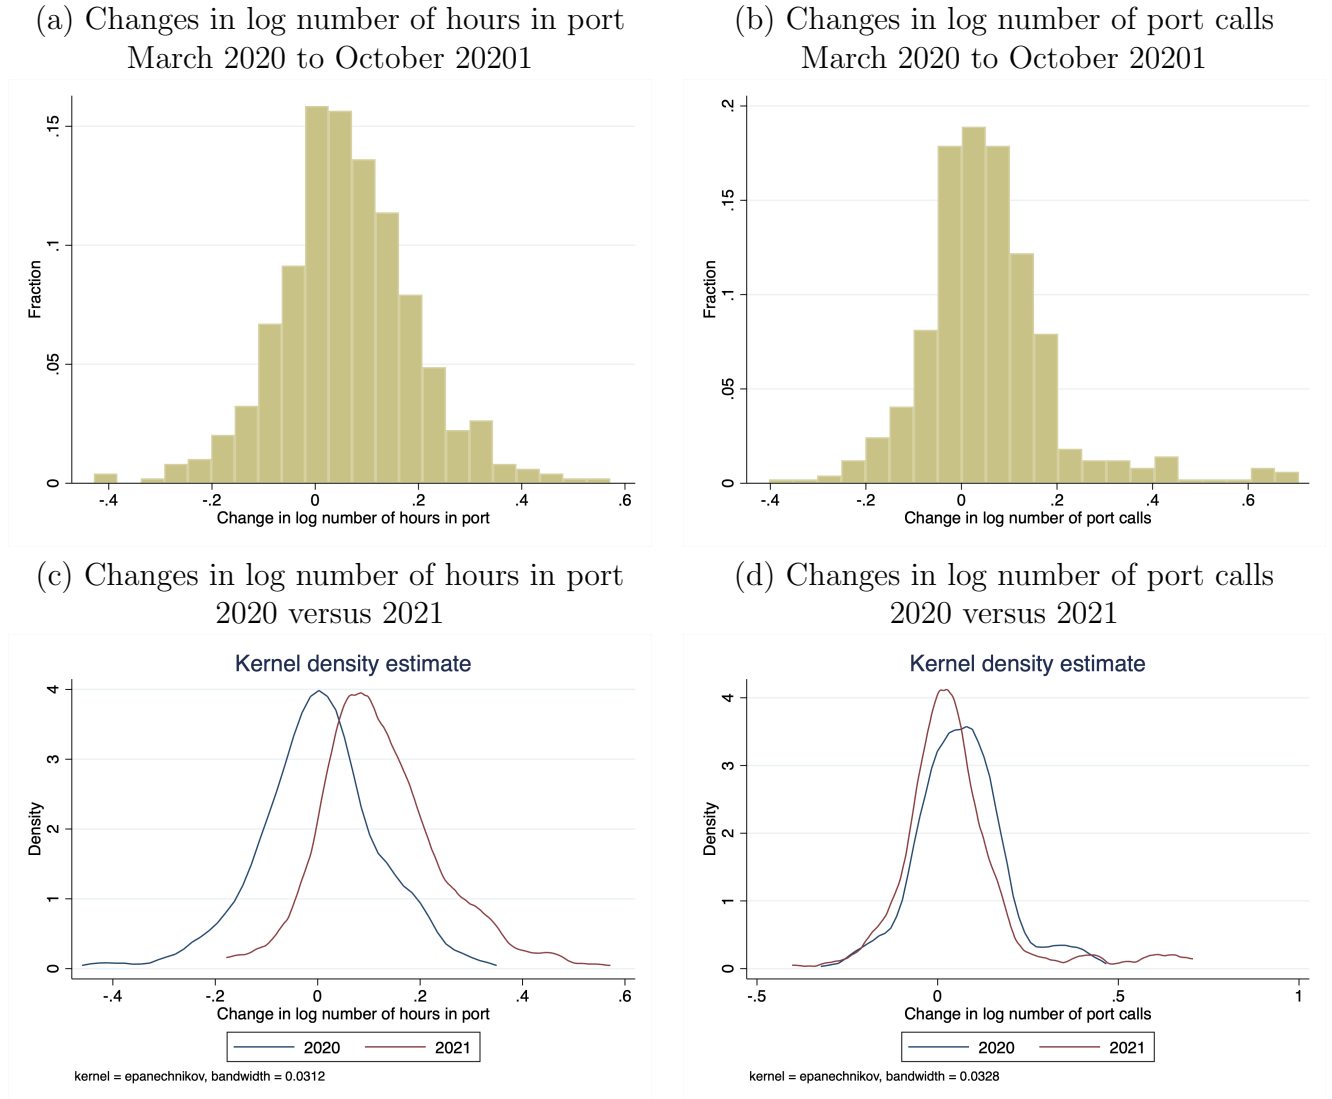 (a) Changes in log number of hours in port
March 2020 to October 20201
.15
.1
.05
0
Fraction
-.4 -.2 0 .2 .4 .6
Change in log number of hours in port
(b) Changes in log number of port calls
March 2020 to October 20201
.2
.15
.1
.05
0
Fraction
-.4 -.2 0 .2 .4 .6
Change in log number of port calls
(c) Changes in log number of hours in port
2020 versus 2021
Kernel density estimate
4
3
2
1
0
Density
-.4 -.2 0 .2 .4 .6
Change in log number of hours in port
2020 2021
kernel = epanechnikov, bandwidth = 0.0312
(d) Changes in log number of port calls
2020 versus 2021
Kernel density estimate
4
3
2
1
0
Density
-.5 0 .5 1
Change in log number of port calls
2020 2021
kernel = epanechnikov, bandwidth = 0.0328